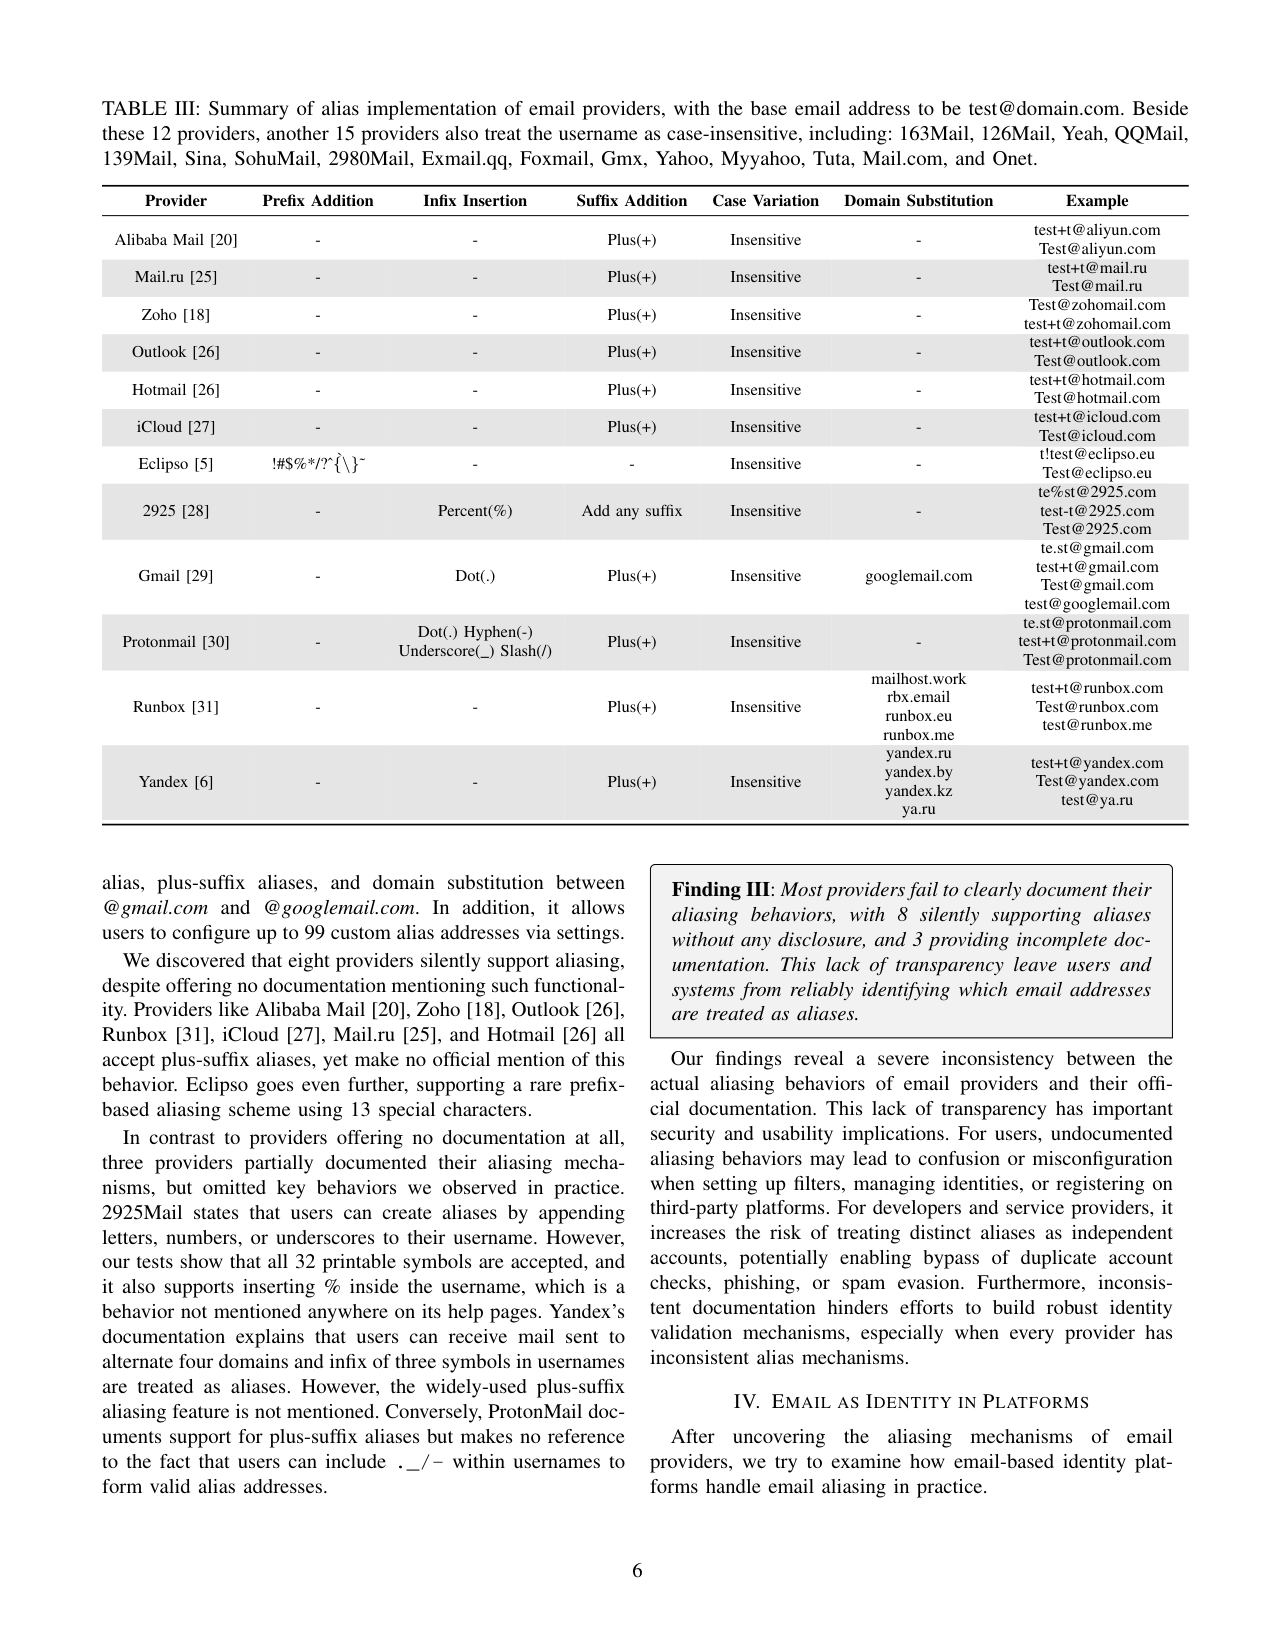 TABLE III: Summary of alias implementation of email providers, with the base email address to be test@domain.com. Beside
these 12 providers, another 15 providers also treat the username as case-insensitive, including: 163Mail, 126Mail, Yeah, QQMail,
139Mail, Sina, SohuMail, 2980Mail, Exmail.qq, Foxmail, Gmx, Yahoo, Myyahoo, Tuta, Mail.com, and Onet.
Provider Prefix Addition Infix Insertion Suffix Addition Case Variation Domain Substitution Example
Alibaba Mail [20] - - Plus(+) Insensitive - test+t@aliyun.com
Test@aliyun.com
Mail.ru [25] - - Plus(+) Insensitive - test+t@mail.ru
Test@mail.ru
Zoho [18] - - Plus(+) Insensitive - Test@zohomail.com
test+t@zohomail.com
Outlook [26] - - Plus(+) Insensitive - test+t@outlook.com
Test@outlook.com
Hotmail [26] - - Plus(+) Insensitive - test+t@hotmail.com
Test@hotmail.com
iCloud [27] - - Plus(+) Insensitive - test+t@icloud.com
Test@icloud.com
Eclipso [5] !#$%*/?^{`\}~ - - Insensitive - t!test@eclipso.eu
Test@eclipso.eu
2925 [28] - Percent(%) Add any suffix Insensitive - te%st@2925.com
test-t@2925.com
Test@2925.com
Gmail [29] - Dot(.) Plus(+) Insensitive googlemail.com te.st@gmail.com
test+t@gmail.com
Test@gmail.com
test@googlemail.com
Protonmail [30] - Dot(.) Hyphen(-)
Underscore(_) Slash(/) Plus(+) Insensitive - te.st@protonmail.com
test+t@protonmail.com
Test@protonmail.com
Runbox [31] - - Plus(+) Insensitive mailhost.work
rbx.email
runbox.eu
runbox.me
test+t@runbox.com
Test@runbox.com
test@runbox.me
Yandex [6] - - Plus(+) Insensitive yandex.ru
yandex.by
yandex.kz
ya.ru
test+t@yandex.com
Test@yandex.com
test@ya.ru
alias, plus-suffix aliases, and domain substitution between
@gmail.com and @googlemail.com. In addition, it allows
users to configure up to 99 custom alias addresses via settings.
We discovered that eight providers silently support aliasing,
despite offering no documentation mentioning such functional-
ity. Providers like Alibaba Mail [20], Zoho [18], Outlook [26],
Runbox [31], iCloud [27], Mail.ru [25], and Hotmail [26] all
accept plus-suffix aliases, yet make no official mention of this
behavior. Eclipso goes even further, supporting a rare prefix-
based aliasing scheme using 13 special characters.
In contrast to providers offering no documentation at all,
three providers partially documented their aliasing mecha-
nisms, but omitted key behaviors we observed in practice.
2925Mail states that users can create aliases by appending
letters, numbers, or underscores to their username. However,
our tests show that all 32 printable symbols are accepted, and
it also supports inserting % inside the username, which is a
behavior not mentioned anywhere on its help pages. Yandex's
documentation explains that users can receive mail sent to
alternate four domains and infix of three symbols in usernames
are treated as aliases. However, the widely-used plus-suffix
aliasing feature is not mentioned. Conversely, ProtonMail doc-
uments support for plus-suffix aliases but makes no reference
to the fact that users can include ._/- within usernames to
form valid alias addresses.
Finding III: Most providers fail to clearly document their
aliasing behaviors, with 8 silently supporting aliases
without any disclosure, and 3 providing incomplete doc-
umentation. This lack of transparency leave users and
systems from reliably identifying which email addresses
are treated as aliases.
Our findings reveal a severe inconsistency between the
actual aliasing behaviors of email providers and their offi-
cial documentation. This lack of transparency has important
security and usability implications. For users, undocumented
aliasing behaviors may lead to confusion or misconfiguration
when setting up filters, managing identities, or registering on
third-party platforms. For developers and service providers, it
increases the risk of treating distinct aliases as independent
accounts, potentially enabling bypass of duplicate account
checks, phishing, or spam evasion. Furthermore, inconsis-
tent documentation hinders efforts to build robust identity
validation mechanisms, especially when every provider has
inconsistent alias mechanisms.
IV. EMAIL AS IDENTITY IN PLATFORMS
After uncovering the aliasing mechanisms of email
providers, we try to examine how email-based identity plat-
forms handle email aliasing in practice.
6